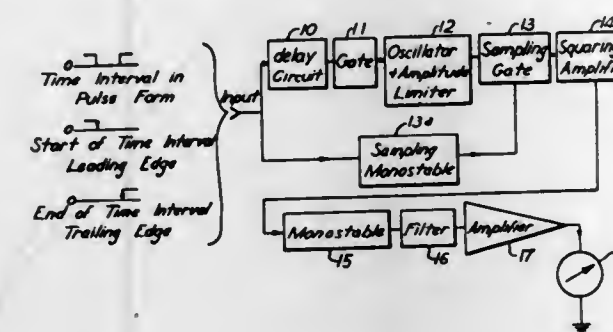 Time Interval in
Pulse Form
Start of Time Interval
Leading Edge
End of Time Interval
Trailing Edge
Input
10
delay
Circuit
11
Gate
12
Oscillator
+ Amplitude
Limiter
13
Sampling
Gate
14
Squaring
13a
Sampling
Monostable
Monostable
15
Filter
16
Amplifier
17